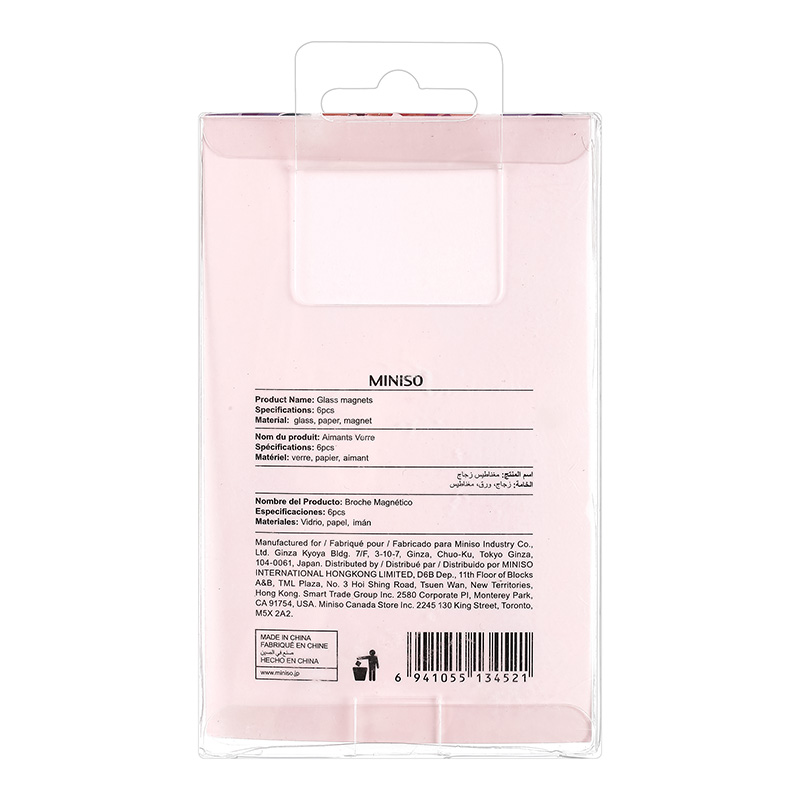 MINISO
Product Name: Glass magnets
Specifications: 6pcs
Material: glass, paper, magnet
Nom du produit: Aimants Verre
Spécifications: 6pcs
Matériel: verre, papier, aimant
اسم المنتج: مغناطيس زجاج
الخامة: زجاج، ورق، مغناطيس
Nombre del Producto: Broche Magnético
Especificaciones: 6pcs
Materiales: Vidrio, papel, imán
Manufactured for / Fabriqué pour / Fabricado para Miniso Industry Co.,
Ltd. Ginza Kyoya Bldg. 7/F, 3-10-7, Ginza, Chuo-Ku, Tokyo Ginza,
104-0061, Japan. Distributed by / Distribué par / Distribuido por MINISO
INTERNATIONAL HONGKONG LIMITED, D6B Dep., 11th Floor of Blocks
A&B, TML Plaza, No. 3 Hoi Shing Road, Tsuen Wan, New Territories,
Hong Kong. Smart Trade Group Inc. 2580 Corporate Pl, Monterey Park,
CA 91754, USA. Miniso Canada Store Inc. 2245 130 King Street, Toronto,
M5X 2A2.
MADE IN CHINA
FABRIQUÉ EN CHINE
صنع في الصين
HECHO EN CHINA
www.miniso.jp
6 941055 134521